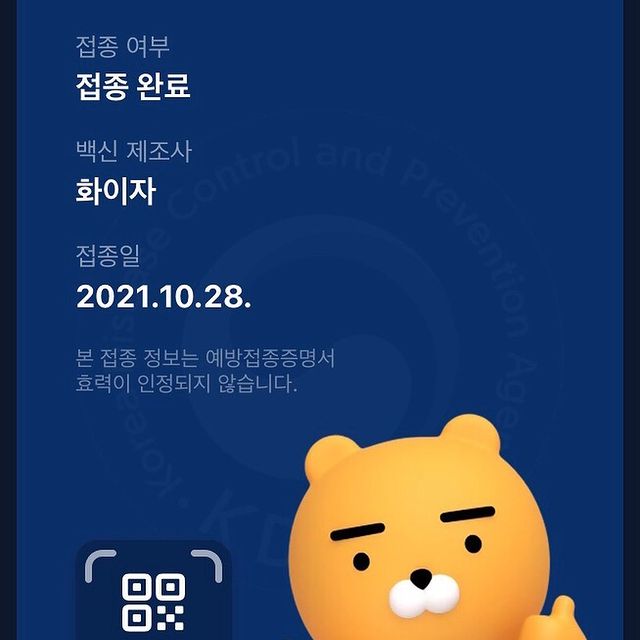 접종 여부
접종 완료
백신 제조사
화이자
접종일
2021.10.28.
본 접종 정보는 예방접종증명서
효력이 인정되지 않습니다.
Korea Disease Control and Prevention Agency
KD